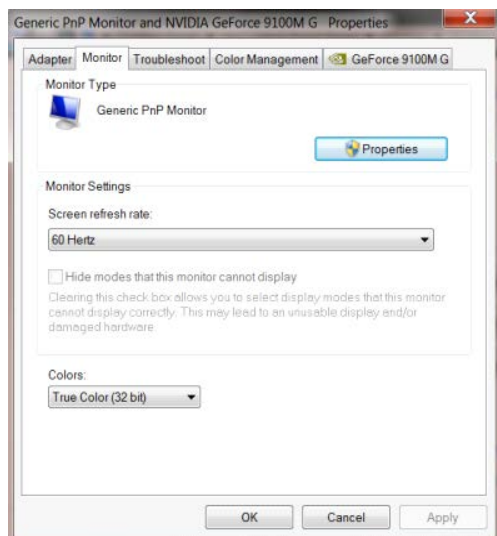 Generic PnP Monitor and NVIDIA GeForce 9100M G Properties
Adapter Monitor Troubleshoot Color Management GeForce 9100M G
Monitor Type
Generic PnP Monitor
Properties
Monitor Settings
Screen refresh rate:
60 Hertz
Hide modes that this monitor cannot display
Clearing this check box allows you to select display modes that this monitor
cannot display correctly. This may lead to an unusable display and/or
damaged hardware.
Colors:
True Color (32 bit)
OK Cancel Apply